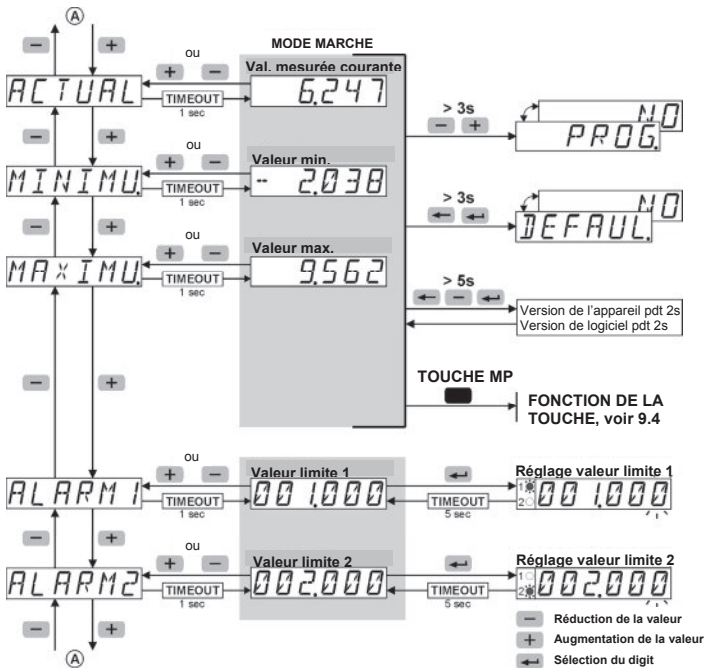 A
− +
ou
MODE MARCHE
+ −
Val. mesurée courante
ACTUAL
TIMEOUT
1 sec
6.247
> 3s
− +
NO
PROG.
− +
ou
+ −
Valeur min.
MINIMU.
TIMEOUT
1 sec
- 2.038
> 3s
NO
DEFAUL.
− +
ou
+ −
Valeur max.
MAXIMU.
TIMEOUT
1 sec
9.562
> 5s
−
Version de l'appareil pdt 2s
Version de logiciel pdt 2s
TOUCHE MP
− +
FONCTION DE LA
TOUCHE, voir 9.4
ou
+ −
Valeur limite 1
Réglage valeur limite 1
ALARM1
TIMEOUT
1 sec
001.000
TIMEOUT
5 sec
1
2
001.000
− +
ou
+ −
Valeur limite 2
Réglage valeur limite 2
ALARM2
TIMEOUT
1 sec
002.000
TIMEOUT
5 sec
1
2
002.000
− +
A
− Réduction de la valeur
+ Augmentation de la valeur
Sélection du digit